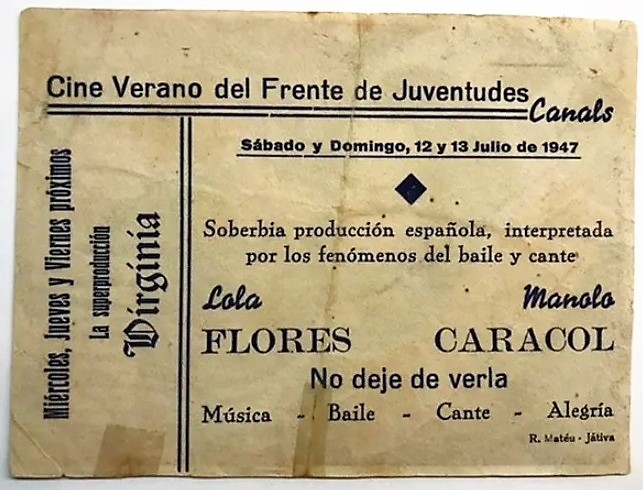 Cine Verano del Frente de Juventudes
Canals
Sábado y Domingo, 12 y 13 Julio de 1947
Soberbia producción española, interpretada
por los fenómenos del baile y cante
Lola Manolo
FLORES CARACOL
No deje de verla
Música - Baile - Cante - Alegría
R. Matéu - Játiva
Miércoles, Jueves y Viernes próximos
La superproducción
Virginia